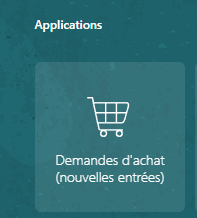 Applications
Demandes d'achat
(nouvelles entrées)